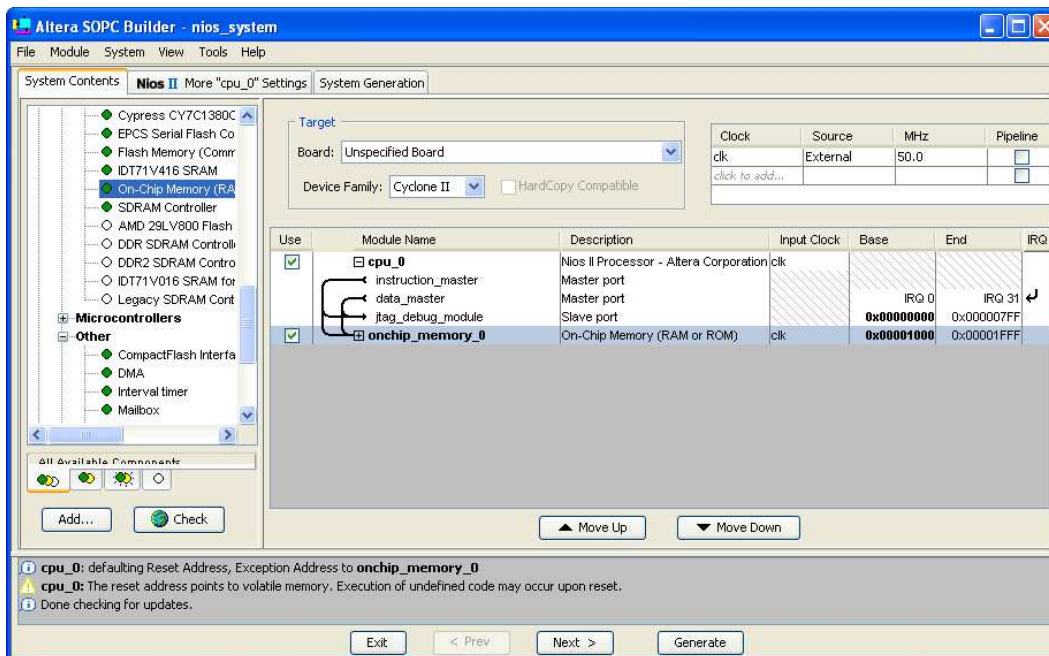 Altera SOPC Builder - nios_system
File Module System View Tools Help
System Contents Nios II More "cpu_0" Settings System Generation
Cypress CY7C1380C
EPCS Serial Flash Co
Flash Memory (Comm
IDT71V416 SRAM
On-Chip Memory (RA
SDRAM Controller
AMD 29LV800 Flash
DDR SDRAM Controll
DDR2 SDRAM Contro
IDT71V016 SRAM for
Legacy SDRAM Cont
Microcontrollers
Other
CompactFlash Interfa
DMA
Interval timer
Mailbox
All Available Components
Add... Check
Target
Board: Unspecified Board
Device Family: Cyclone II HardCopy Compatible
Clock Source MHz Pipeline
clk External 50.0
click to add...
Use Module Name Description Input Clock Base End IRQ
cpu_0 Nios II Processor - Altera Corporation clk
instruction_master Master port
data_master Master port IRQ 0 IRQ 31
jtag_debug_module Slave port 0x00000000 0x000007FF
onchip_memory_0 On-Chip Memory (RAM or ROM) clk 0x00001000 0x00001FFF
Move Up Move Down
cpu_0: defaulting Reset Address, Exception Address to onchip_memory_0
cpu_0: The reset address points to volatile memory. Execution of undefined code may occur upon reset.
Done checking for updates.
Exit < Prev Next > Generate